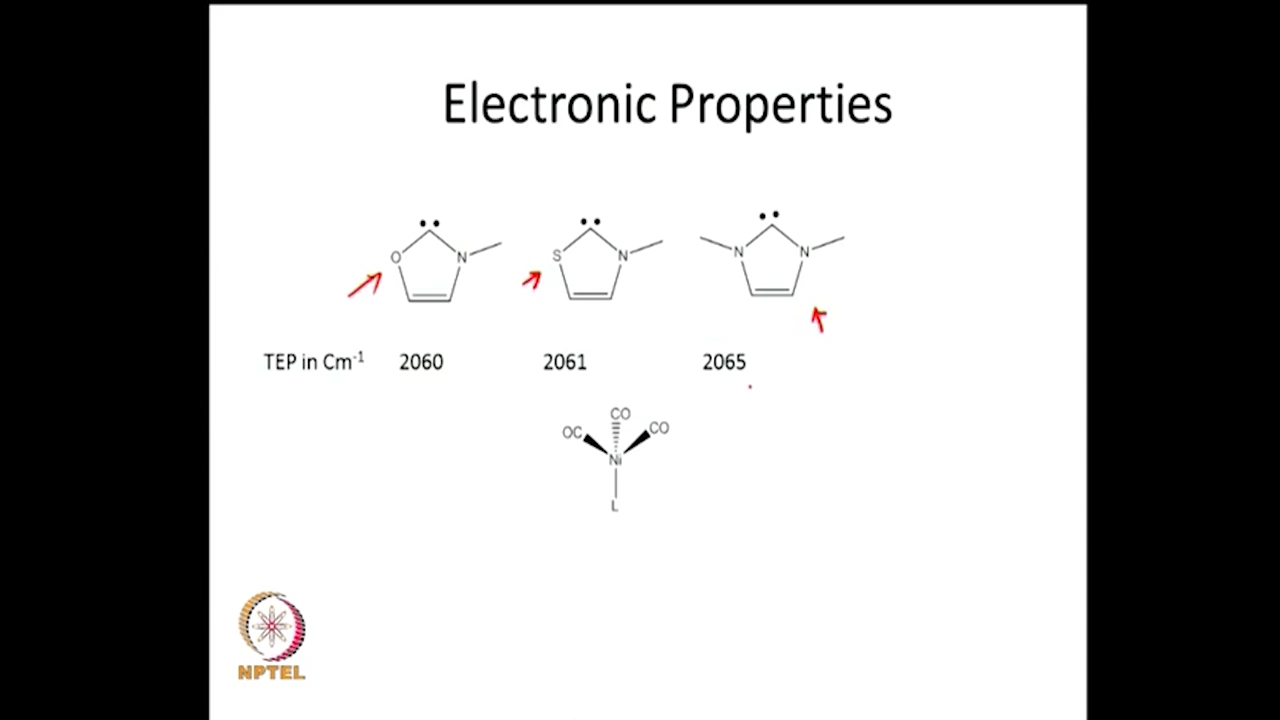 Electronic Properties
O N S N N N
TEP in Cm-1 2060 2061 2065
CO
OC CO
Ni
L
NPTEL